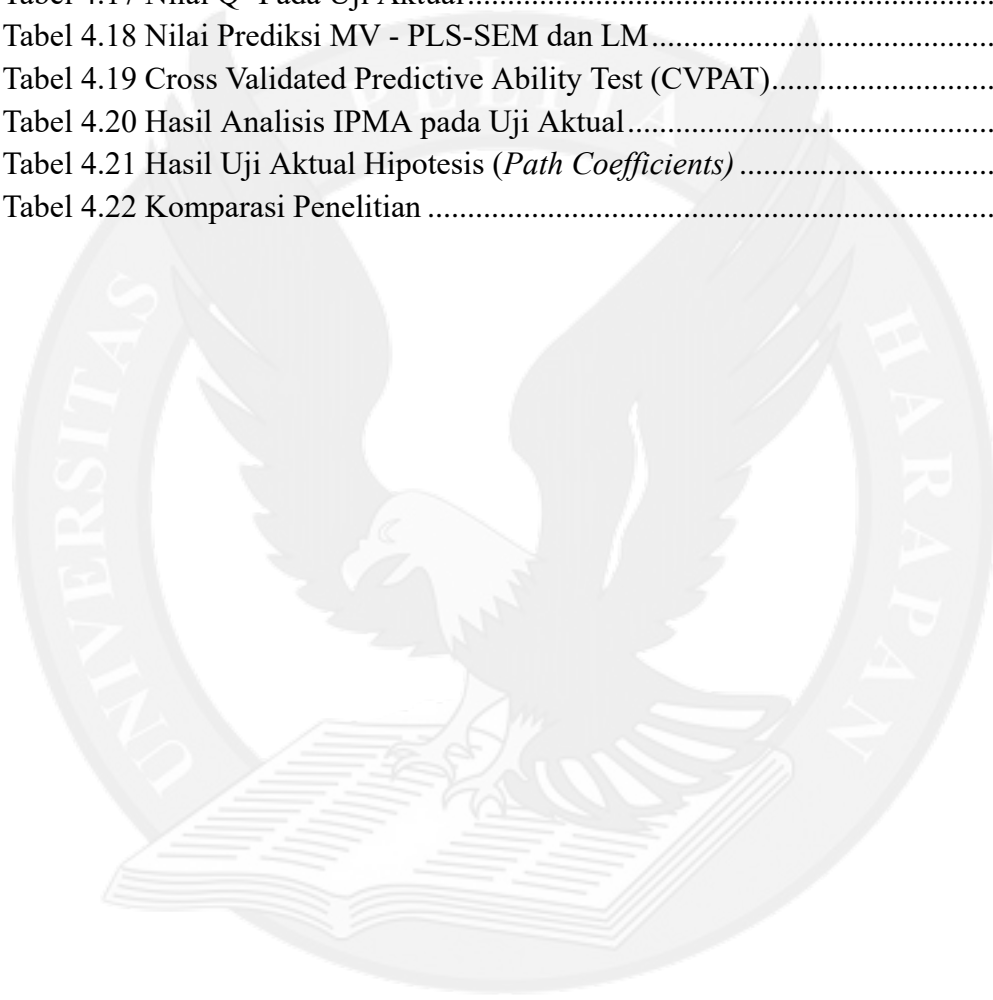 Tabel 4.17 Nilai Q² Pada Uji Aktual....................................................................
Tabel 4.18 Nilai Prediksi MV - PLS-SEM dan LM...........................................
Tabel 4.19 Cross Validated Predictive Ability Test (CVPAT)............................
Tabel 4.20 Hasil Analisis IPMA pada Uji Aktual..............................................
Tabel 4.21 Hasil Uji Aktual Hipotesis (Path Coefficients)................................
Tabel 4.22 Komparasi Penelitian.......................................................................
UNIVERSITAS PELITA HARAPAN